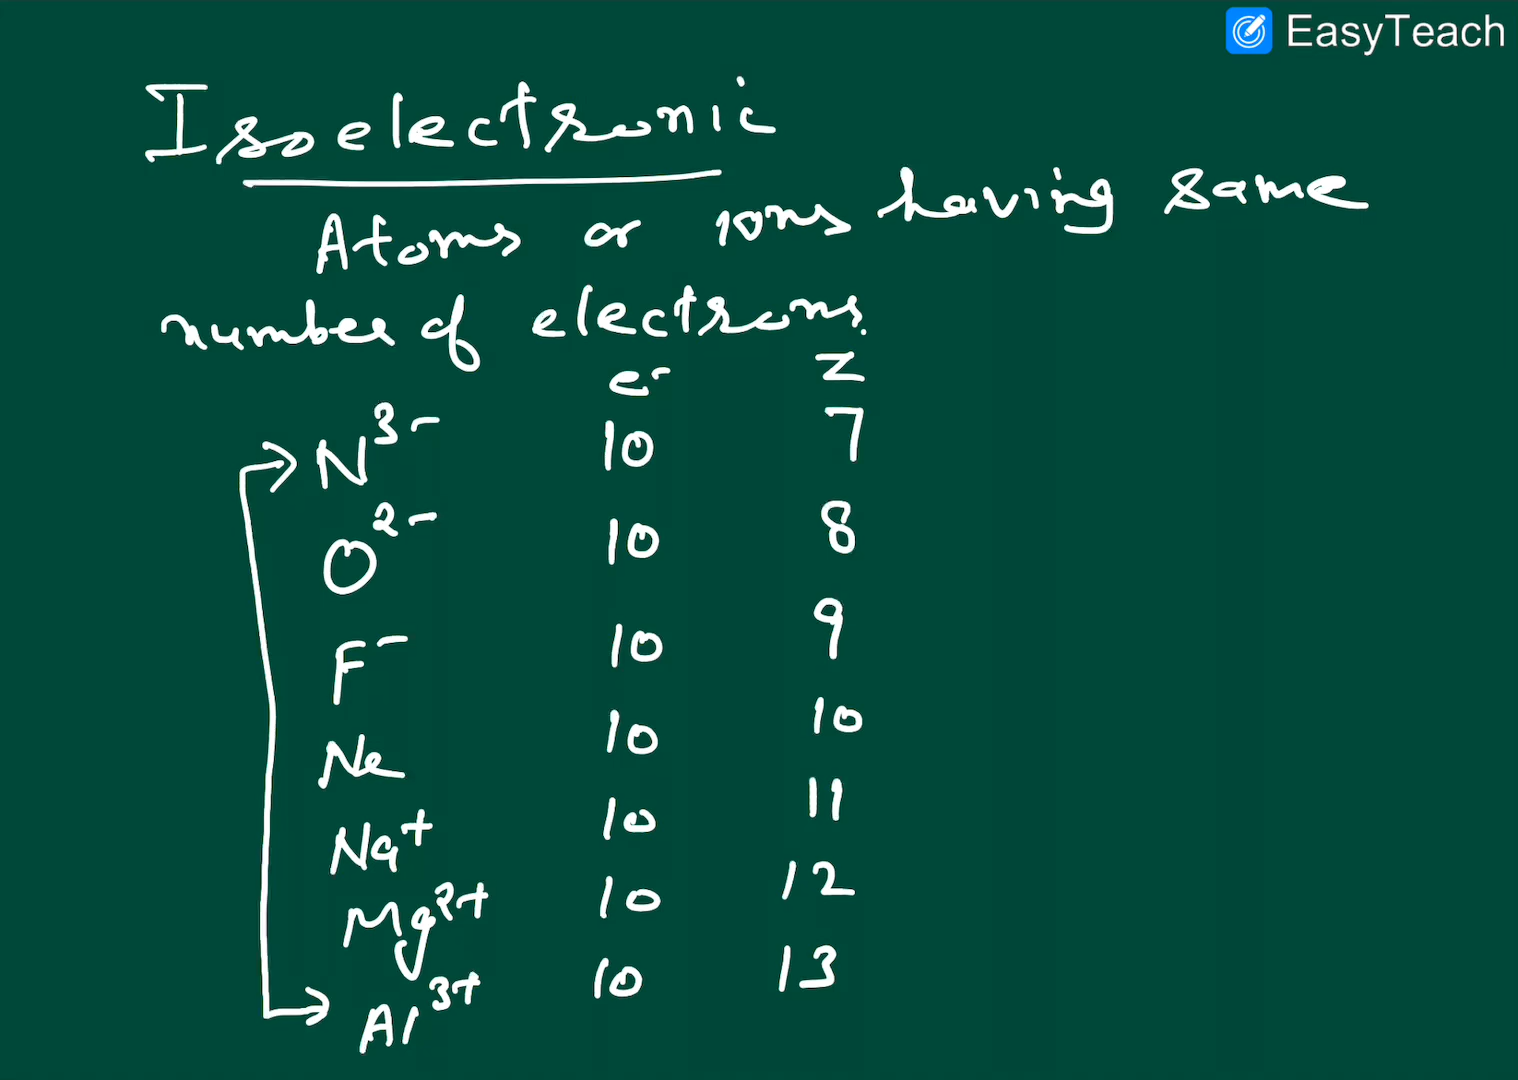 EasyTeach
Isoelectronic
Atoms or ions having same
number of electrons.
e⁻ Z
N³⁻ 10 7
O²⁻ 10 8
F⁻ 10 9
Ne 10 10
Na⁺ 10 11
Mg²⁺ 10 12
Al³⁺ 10 13